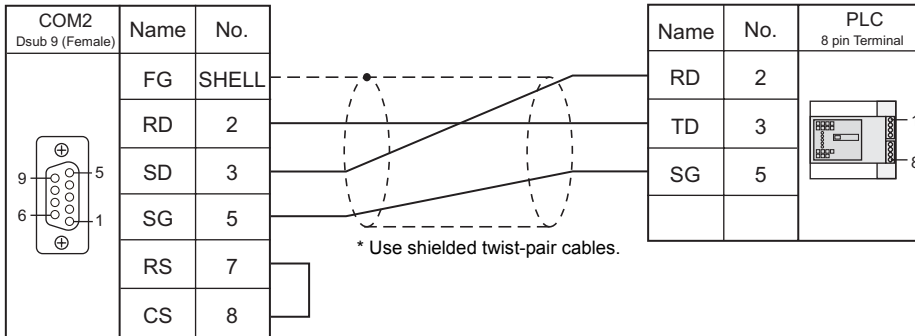 COM2
Dsub 9 (Female)
Name No.
FG SHELL
RD 2
SD 3
SG 5
RS 7
CS 8
9
5
6
1
* Use shielded twist-pair cables.
Name No.
PLC
8 pin Terminal
RD 2
TD 3
SG 5
1
8